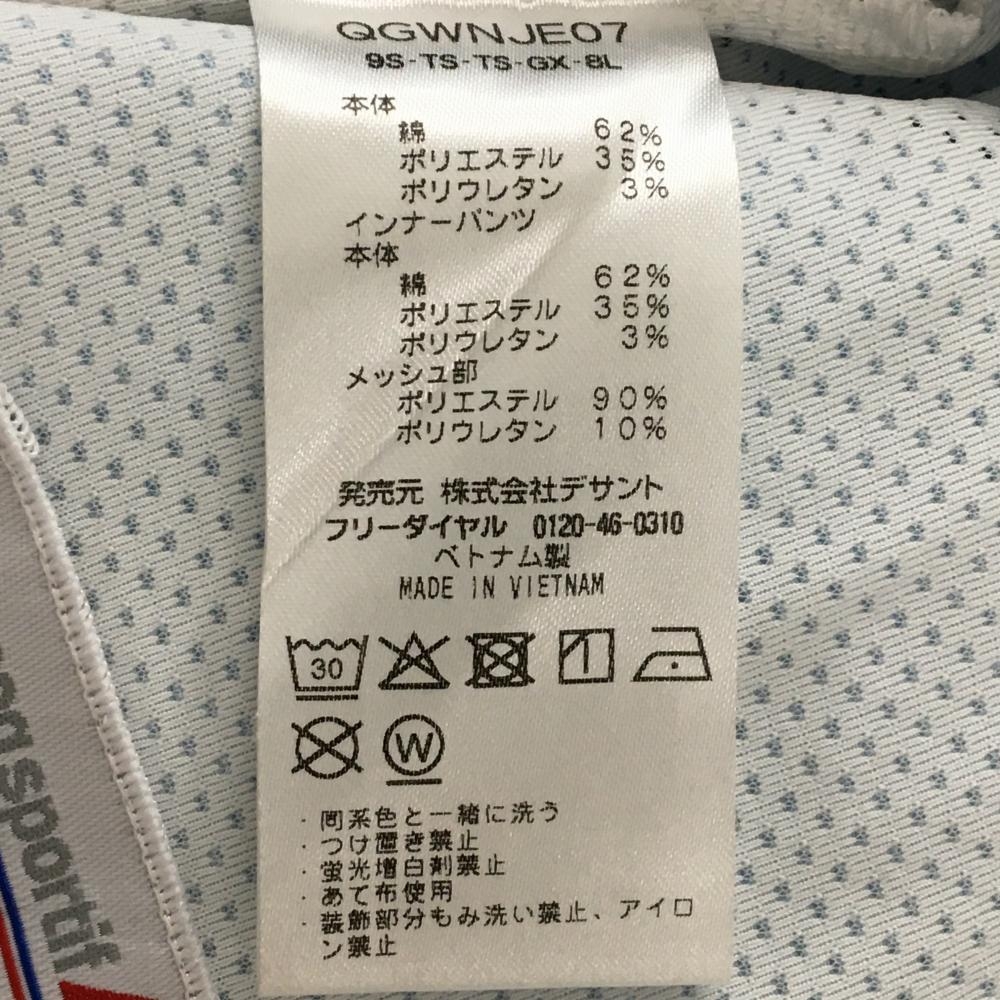 QGWNJE07
9S-TS-TS-GX-8L
本体
綿 62%
ポリエステル 35%
ポリウレタン 3%
インナーパンツ
本体
綿 62%
ポリエステル 35%
ポリウレタン 3%
メッシュ部
ポリエステル 90%
ポリウレタン 10%
発売元 株式会社デサント
フリーダイヤル 0120-46-0310
ベトナム製
MADE IN VIETNAM
30
W
・同系色と一緒に洗う
・つけ置き禁止
・蛍光増白剤禁止
・あて布使用
・装飾部分もみ洗い禁止、アイロ
ン禁止
sportif